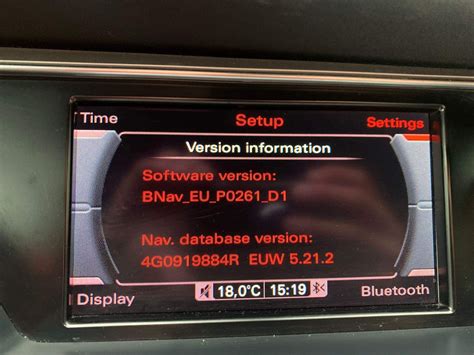 Time Setup Settings
Version information
Software version:
BNav_EU_P0261_D1
Nav. database version:
4G0919884R EUW 5.21.2
18,0°C 15:19
Display Bluetooth